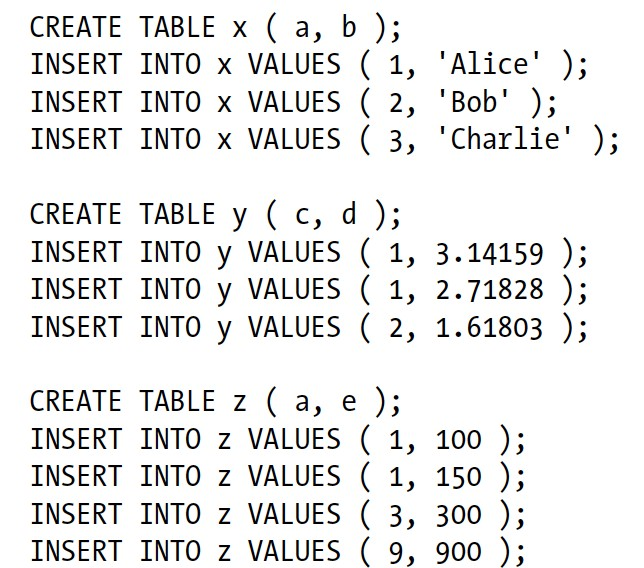 CREATE TABLE x ( a, b );
INSERT INTO x VALUES ( 1, 'Alice' );
INSERT INTO x VALUES ( 2, 'Bob' );
INSERT INTO x VALUES ( 3, 'Charlie' );
CREATE TABLE y ( c, d );
INSERT INTO y VALUES ( 1, 3.14159 );
INSERT INTO y VALUES ( 1, 2.71828 );
INSERT INTO y VALUES ( 2, 1.61803 );
CREATE TABLE z ( a, e );
INSERT INTO z VALUES ( 1, 100 );
INSERT INTO z VALUES ( 1, 150 );
INSERT INTO z VALUES ( 3, 300 );
INSERT INTO z VALUES ( 9, 900 );